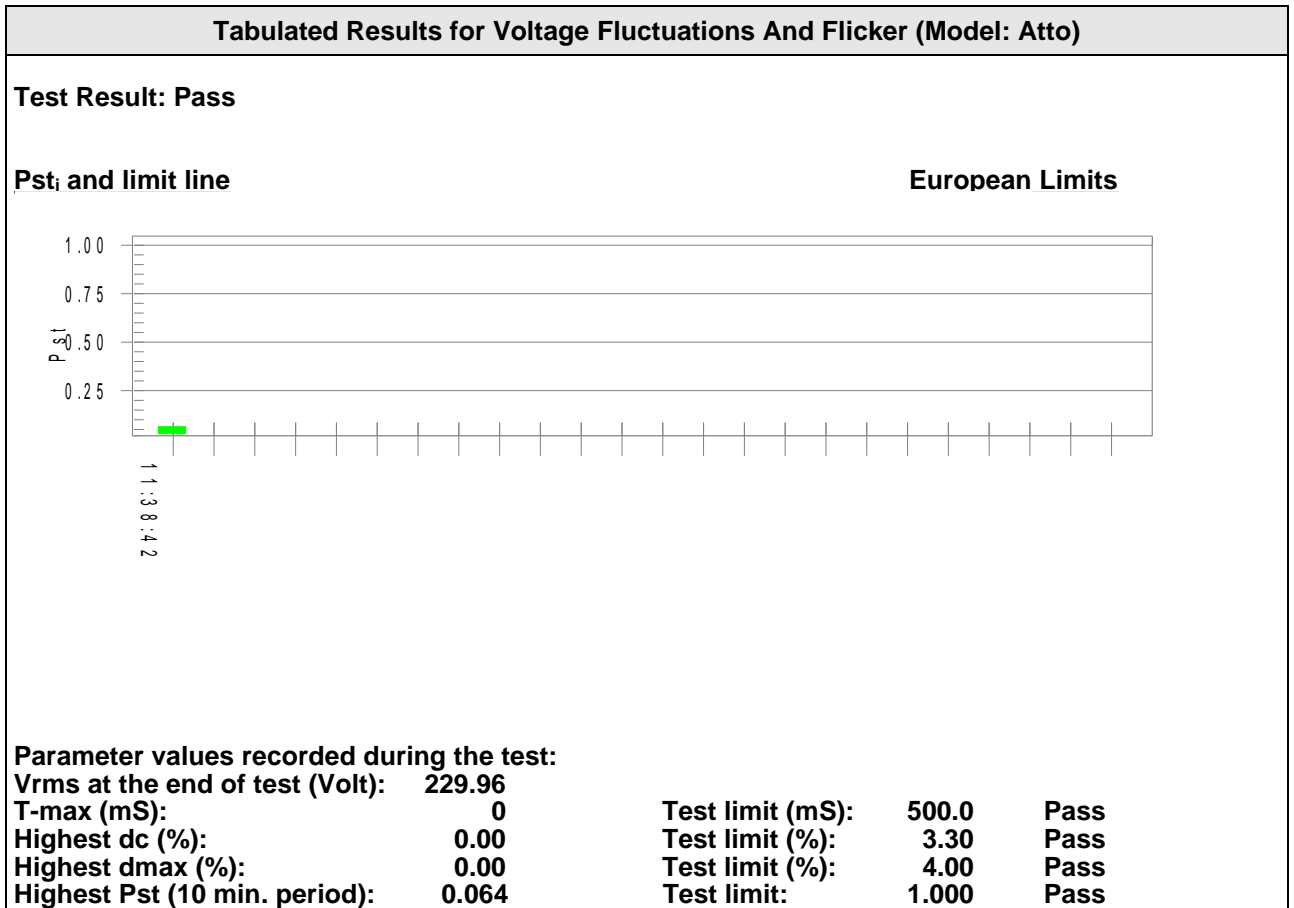 Tabulated Results for Voltage Fluctuations And Flicker (Model: Atto)
Test Result: Pass
Psti and limit line European Limits
1.00
0.75
0.50
0.25
Pst
11:38:42
Parameter values recorded during the test:
Vrms at the end of test (Volt): 229.96
T-max (mS): 0 Test limit (mS): 500.0 Pass
Highest dc (%): 0.00 Test limit (%): 3.30 Pass
Highest dmax (%): 0.00 Test limit (%): 4.00 Pass
Highest Pst (10 min. period): 0.064 Test limit: 1.000 Pass